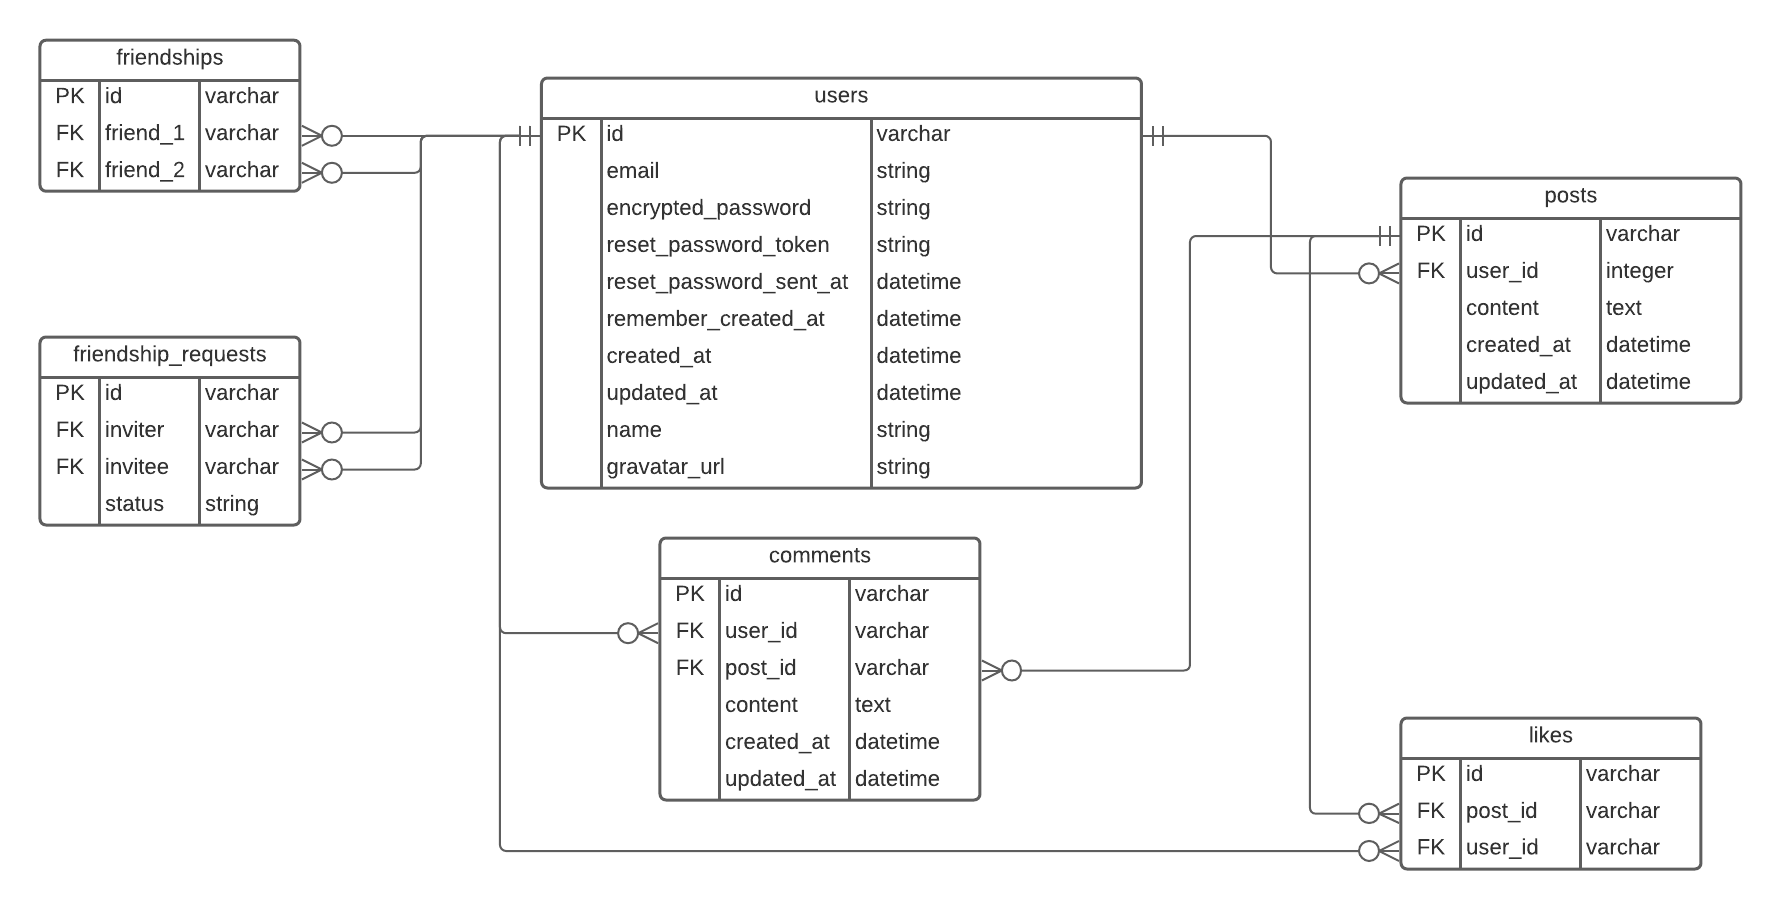 friendships
PK id varchar
FK friend_1 varchar
FK friend_2 varchar
users
PK id varchar
email string
encrypted_password string
reset_password_token string
reset_password_sent_at datetime
remember_created_at datetime
created_at datetime
updated_at datetime
name string
gravatar_url string
posts
PK id varchar
FK user_id integer
content text
created_at datetime
updated_at datetime
friendship_requests
PK id varchar
FK inviter varchar
FK invitee varchar
status string
comments
PK id varchar
FK user_id varchar
FK post_id varchar
content text
created_at datetime
updated_at datetime
likes
PK id varchar
FK post_id varchar
FK user_id varchar